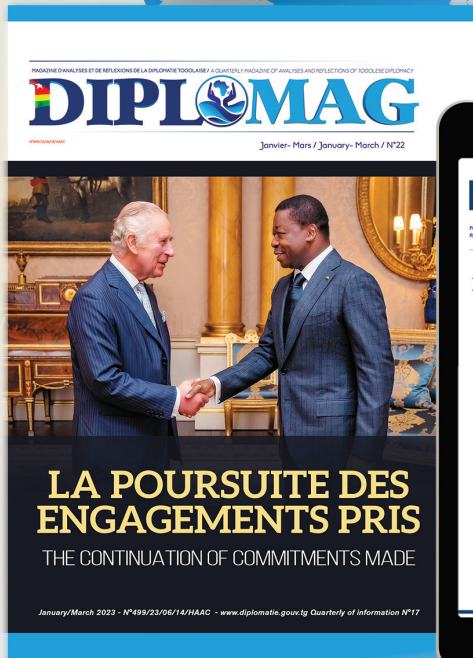 MAGAZINE D'ANALYSES ET DE RÉFLEXIONS DE LA DIPLOMATIE TOGOLAISE / A QUARTERLY MAGAZINE OF ANALYSES AND REFLECTIONS OF TOGOLESE DIPLOMACY
DIPLOMAG
Janvier- Mars / January- March / N°22
LA POURSUITE DES
ENGAGEMENTS PRIS
THE CONTINUATION OF COMMITMENTS MADE
January/March 2023 - N°499/23/06/14/HAAC - www.diplomatie.gouv.tg Quarterly of information N°17